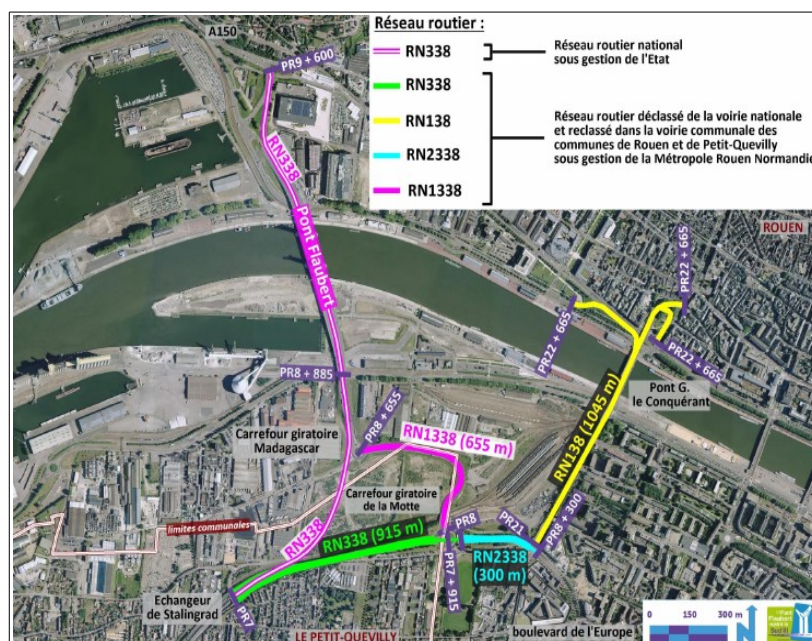 A150
PR9 + 600
Réseau routier :
RN338
Réseau routier national
sous gestion de l'Etat
RN338
RN138
RN2338
RN1338
Réseau routier déclassé de la voirie nationale
et reclassé dans la voirie communale des
communes de Rouen et de Petit-Quevilly
sous gestion de la Métropole Rouen Normandie
RN338
Pont Flaubert
ROUEN
PR22 + 665
PR22 + 665
PR22 + 665
PR8 + 885
Pont G.
le Conquérant
PR8 + 655
Carrefour giratoire
Madagascar
RN1338 (655 m)
RN138 (1045 m)
Carrefour giratoire
de la Motte
limites communales
RN338
RN338 (915 m)
PR8
PR21
PR8 + 300
RN2338
(300 m)
PR7 + 915
Echangeur
de Stalingrad
PR7
LE PETIT-QUEVILLY
boulevard de l'Europe
0 150 300 m
N
Pont
Flaubert